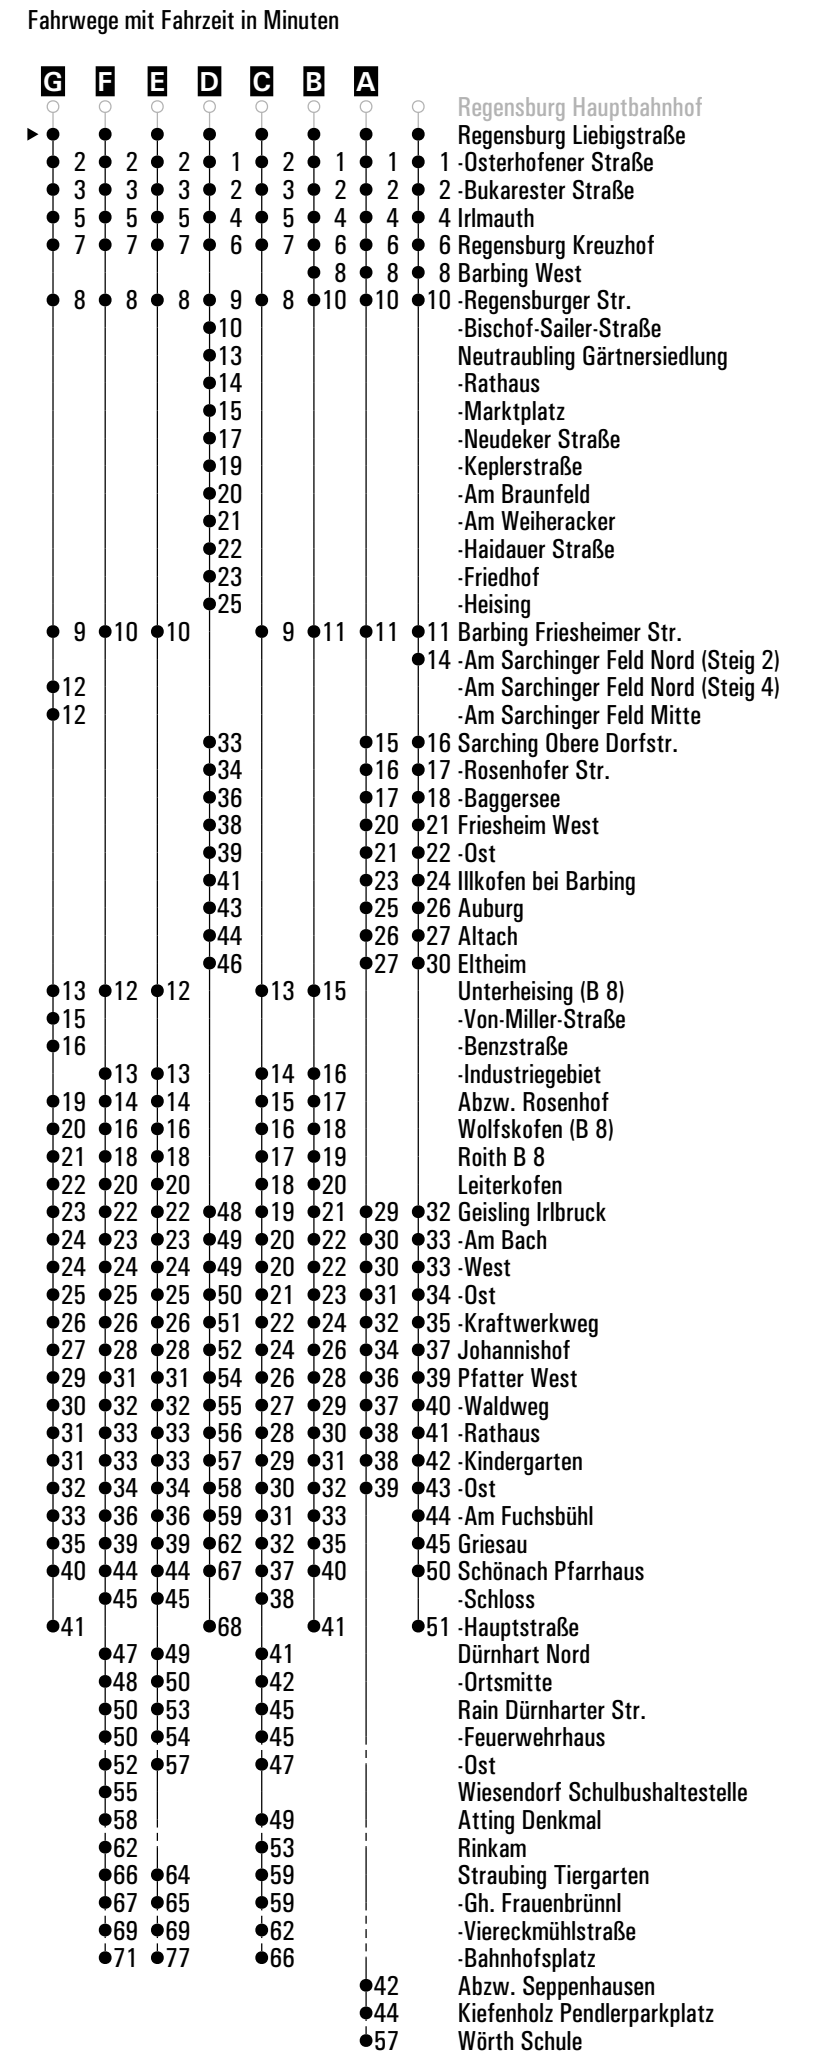 Fahrwege mit Fahrzeit in Minuten
G F E D C B A
Regensburg Hauptbahnhof
Regensburg Liebigstraße
2 2 2 1 2 1 1 1 -Osterhofener Straße
3 3 3 2 3 2 2 2 -Bukarester Straße
5 5 5 4 5 4 4 4 Irlmauth
7 7 7 6 7 6 6 6 Regensburg Kreuzhof
8 8 8 Barbing West
8 8 8 9 8 10 10 10 -Regensburger Str.
10 -Bischof-Sailer-Straße
13 Neutraubling Gärtnersiedlung
14 -Rathaus
15 -Marktplatz
17 -Neudeker Straße
19 -Keplerstraße
20 -Am Braunfeld
21 -Am Weiheracker
22 -Haidauer Straße
23 -Friedhof
25 -Heising
9 10 10 9 11 11 11 Barbing Friesheimer Str.
14 -Am Sarchinger Feld Nord (Steig 2)
12 -Am Sarchinger Feld Nord (Steig 4)
12 -Am Sarchinger Feld Mitte
33 15 16 Sarching Obere Dorfstr.
34 16 17 -Rosenhofer Str.
36 17 18 -Baggersee
38 20 21 Friesheim West
39 21 22 -Ost
41 23 24 Illkofen bei Barbing
43 25 26 Auburg
44 26 27 Altach
46 27 30 Eltheim
13 12 12 13 15 Unterheising (B 8)
15 -Von-Miller-Straße
16 -Benzstraße
13 13 14 16 -Industriegebiet
19 14 14 15 17 Abzw. Rosenhof
20 16 16 16 18 Wolfskofen (B 8)
21 18 18 17 19 Roith B 8
22 20 20 18 20 Leiterkofen
23 22 22 48 19 21 29 32 Geisling Irlbruck
24 23 23 49 20 22 30 33 -Am Bach
24 24 24 49 20 22 30 33 -West
25 25 25 50 21 23 31 34 -Ost
26 26 26 51 22 24 32 35 -Kraftwerkweg
27 28 28 52 24 26 34 37 Johannishof
29 31 31 54 26 28 36 39 Pfatter West
30 32 32 55 27 29 37 40 -Waldweg
31 33 33 56 28 30 38 41 -Rathaus
31 33 33 57 29 31 38 42 -Kindergarten
32 34 34 58 30 32 39 43 -Ost
33 36 36 59 31 33 44 -Am Fuchsbühl
35 39 39 62 32 35 45 Griesau
40 44 44 67 37 40 50 Schönach Pfarrhaus
45 45 38 -Schloss
41 68 41 51 -Hauptstraße
47 49 41 Dürnhart Nord
48 50 42 -Ortsmitte
50 53 45 Rain Dürnharter Str.
50 54 45 -Feuerwehrhaus
52 57 47 -Ost
55 Wiesendorf Schulbushaltestelle
58 49 Atting Denkmal
62 53 Rinkam
66 64 59 Straubing Tiergarten
67 65 59 -Gh. Frauenbrünnl
69 69 62 -Viereckmühlstraße
71 77 66 -Bahnhofsplatz
42 Abzw. Seppenhausen
44 Kiefenholz Pendlerparkplatz
57 Wörth Schule